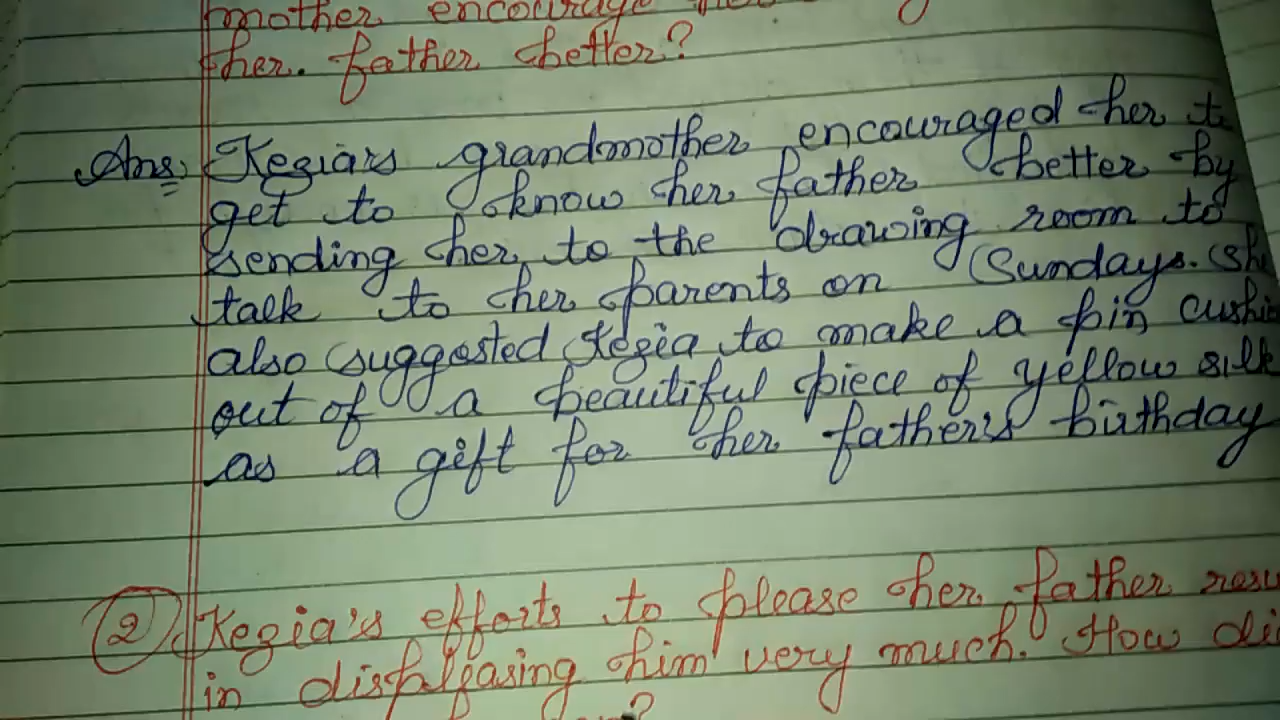 mother encourage
her. father better?
Ans: Kezia's grandmother encouraged her t
get to know her father better by
sending her to the drawing room to
talk to her parents on Sundays. She
also suggested Kezia to make a pin cushio
out of a beautiful piece of yellow silk
as a gift for her father's birthday
2 Kezia's efforts to please her father resu
in displeasing him very much. How di
?